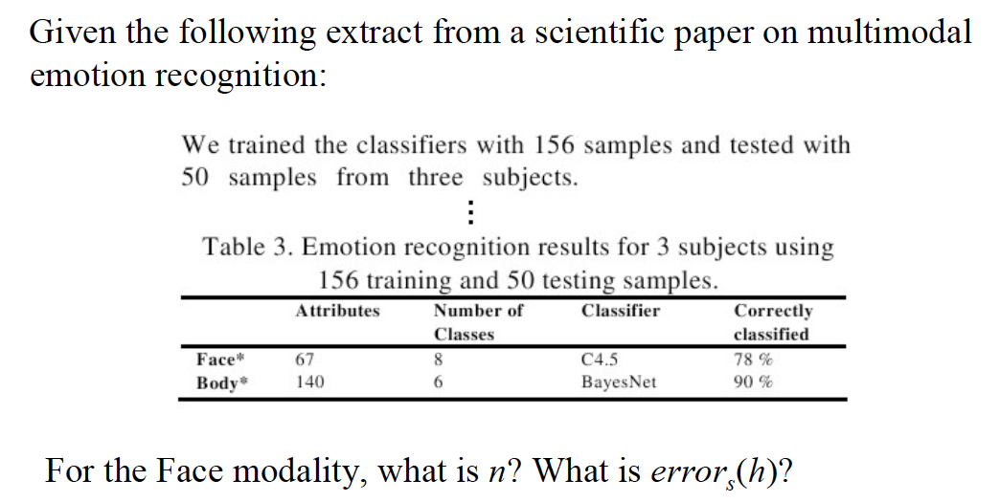 Given the following extract from a scientific paper on multimodal
emotion recognition:
We trained the classifiers with 156 samples and tested with
50 samples from three subjects.
⋮
Table 3. Emotion recognition results for 3 subjects using
156 training and 50 testing samples.
Attributes Number of Classes Classifier Correctly classified
Face* 67 8 C4.5 78 %
Body* 140 6 BayesNet 90 %
For the Face modality, what is n? What is errorₛ(h)?